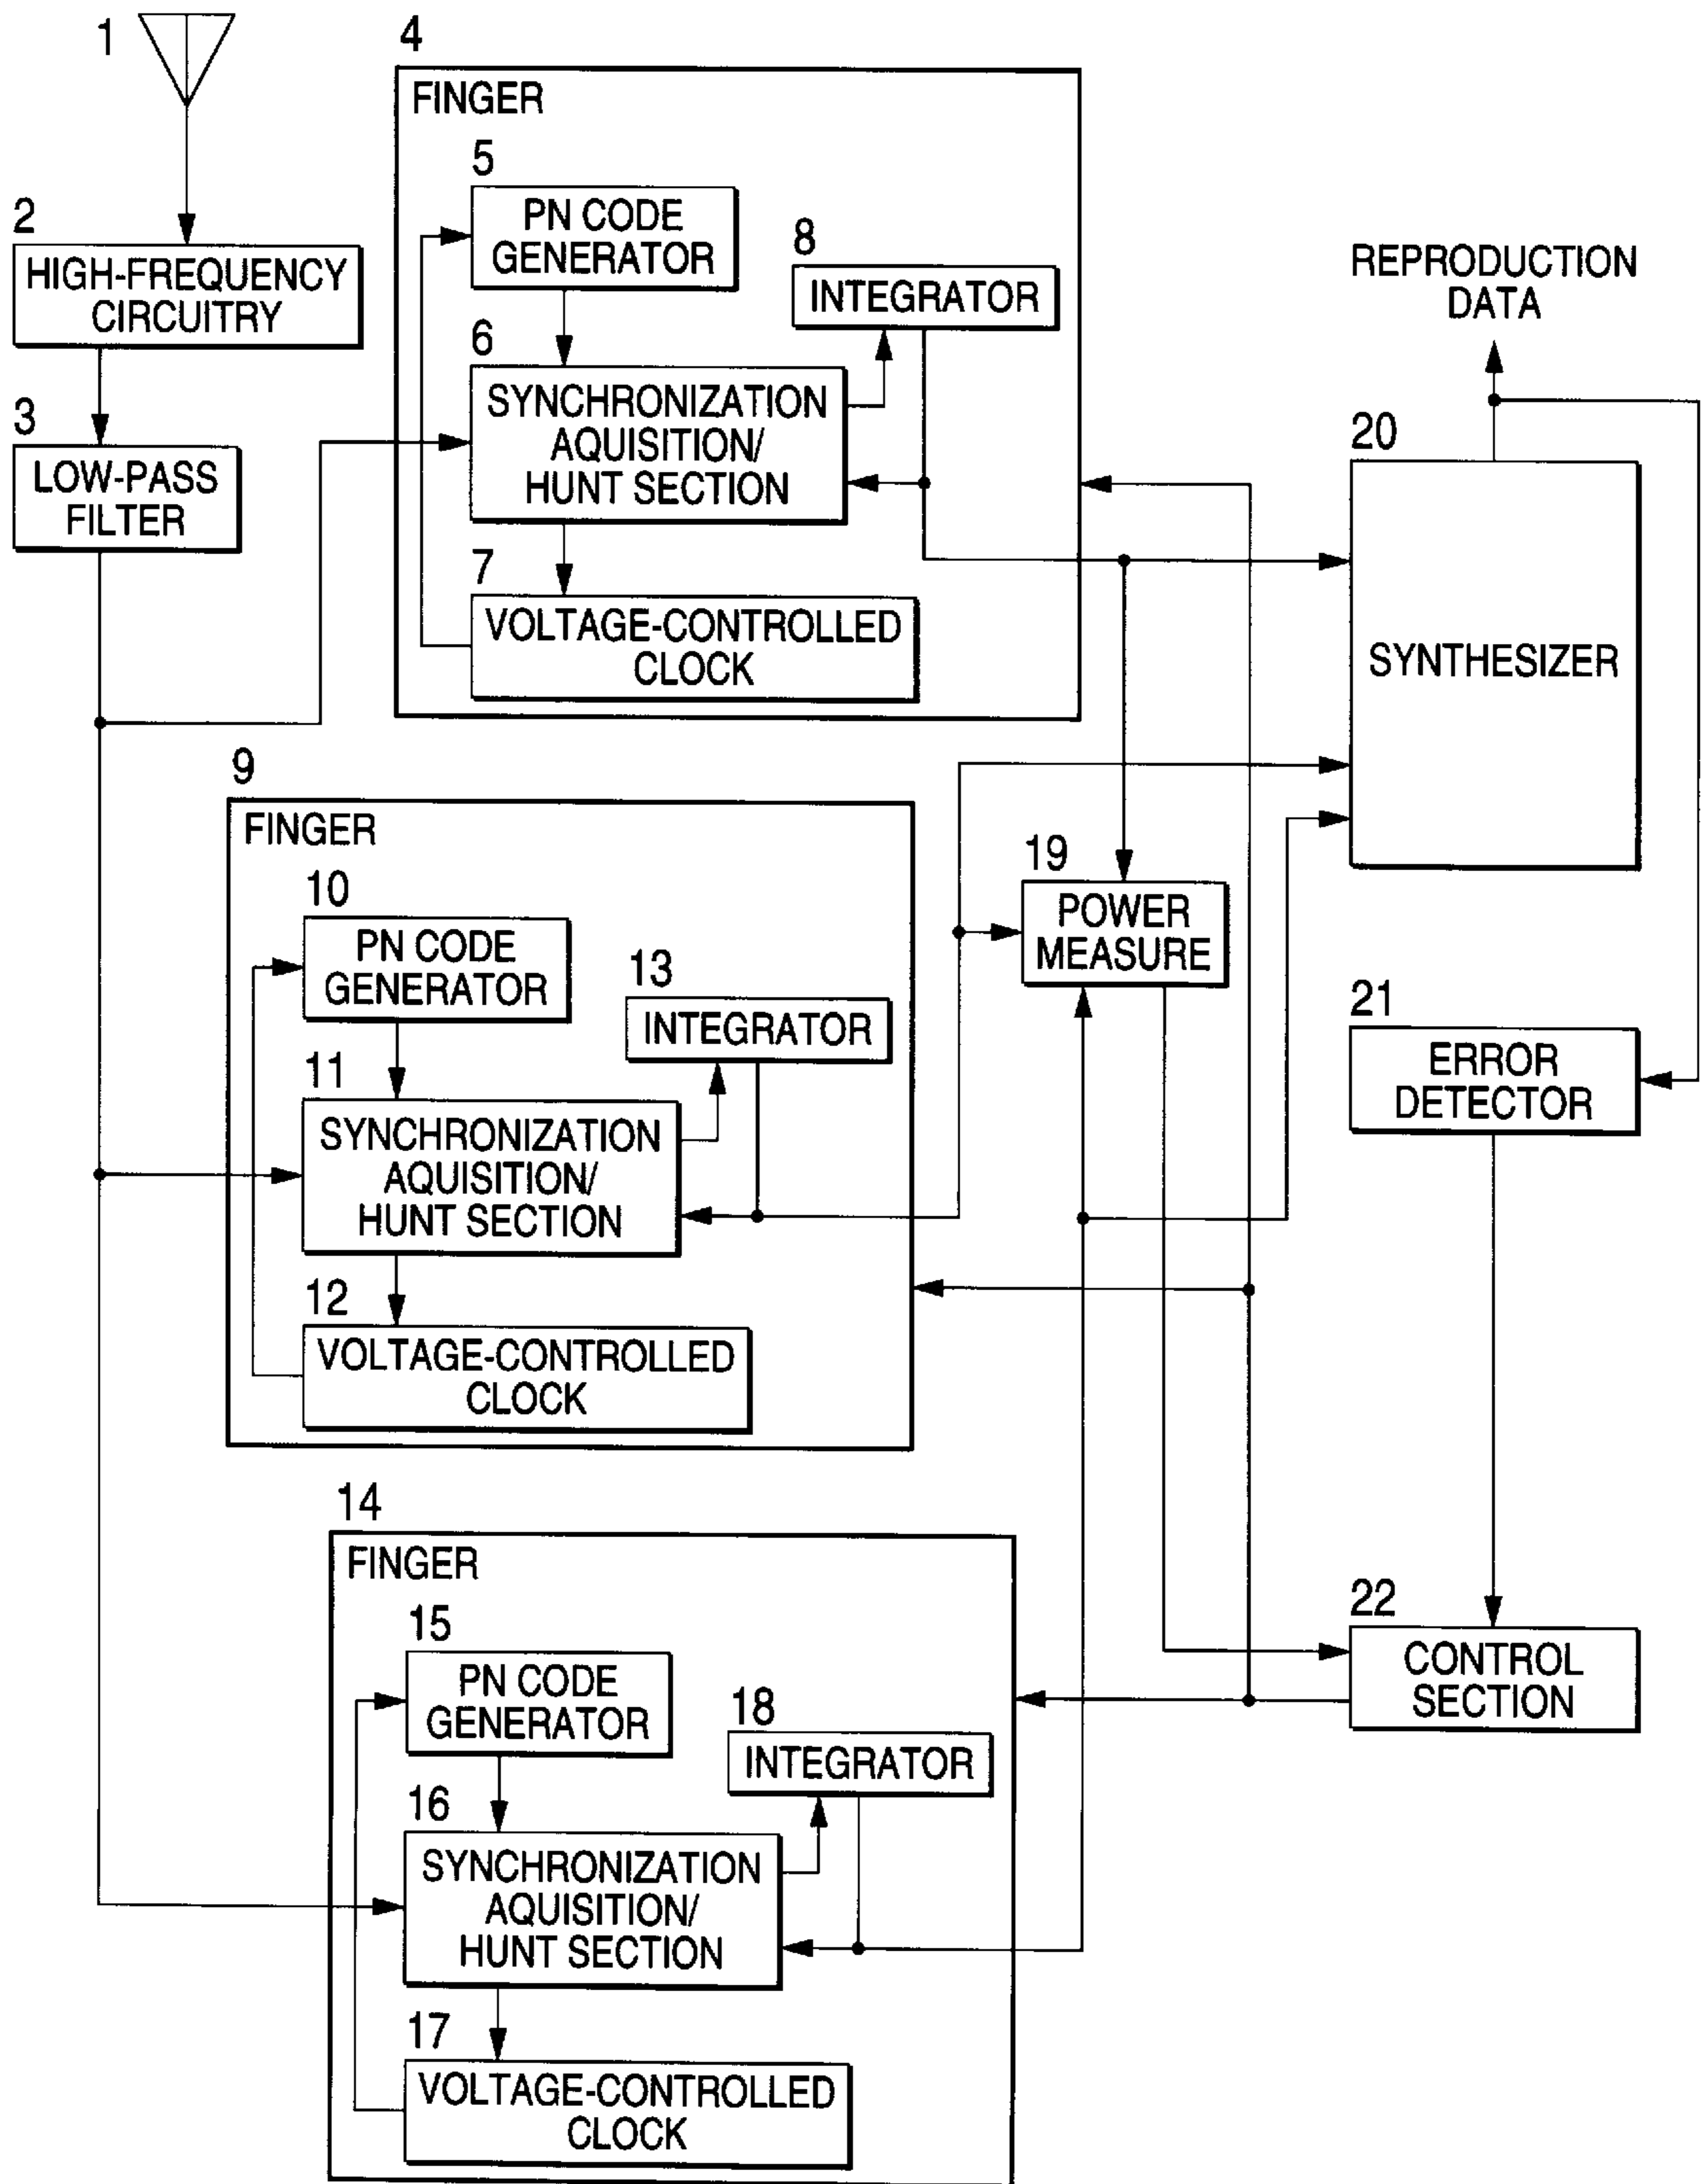 1
2
HIGH-FREQUENCY
CIRCUITRY
3
LOW-PASS
FILTER
4
FINGER
5
PN CODE
GENERATOR
6
SYNCHRONIZATION
AQUISITION/
HUNT SECTION
7
VOLTAGE-CONTROLLED
CLOCK
8
INTEGRATOR
9
FINGER
10
PN CODE
GENERATOR
11
SYNCHRONIZATION
AQUISITION/
HUNT SECTION
12
VOLTAGE-CONTROLLED
CLOCK
13
INTEGRATOR
14
FINGER
15
PN CODE
GENERATOR
16
SYNCHRONIZATION
AQUISITION/
HUNT SECTION
17
VOLTAGE-CONTROLLED
CLOCK
18
INTEGRATOR
19
POWER
MEASURE
REPRODUCTION
DATA
20
SYNTHESIZER
21
ERROR
DETECTOR
22
CONTROL
SECTION